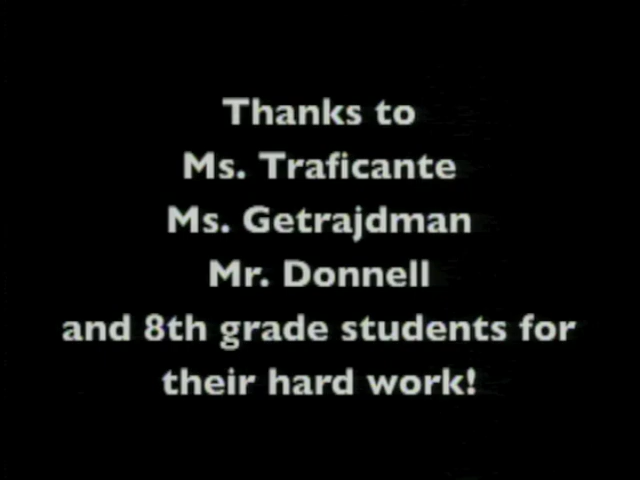 Thanks to
Ms. Traficante
Ms. Getrajdman
Mr. Donnell
and 8th grade students for
their hard work!